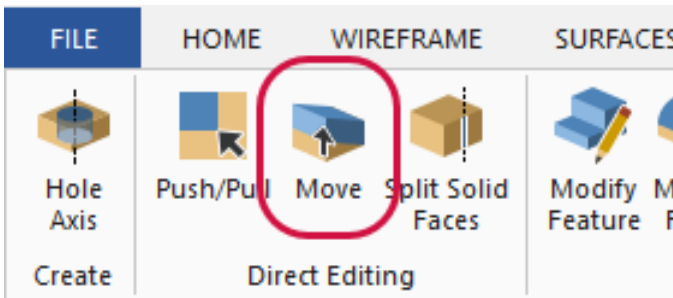 FILE HOME WIREFRAME SURFACES
Hole Axis
Push/Pull
Move
Split Solid Faces
Modify Feature
Create
Direct Editing